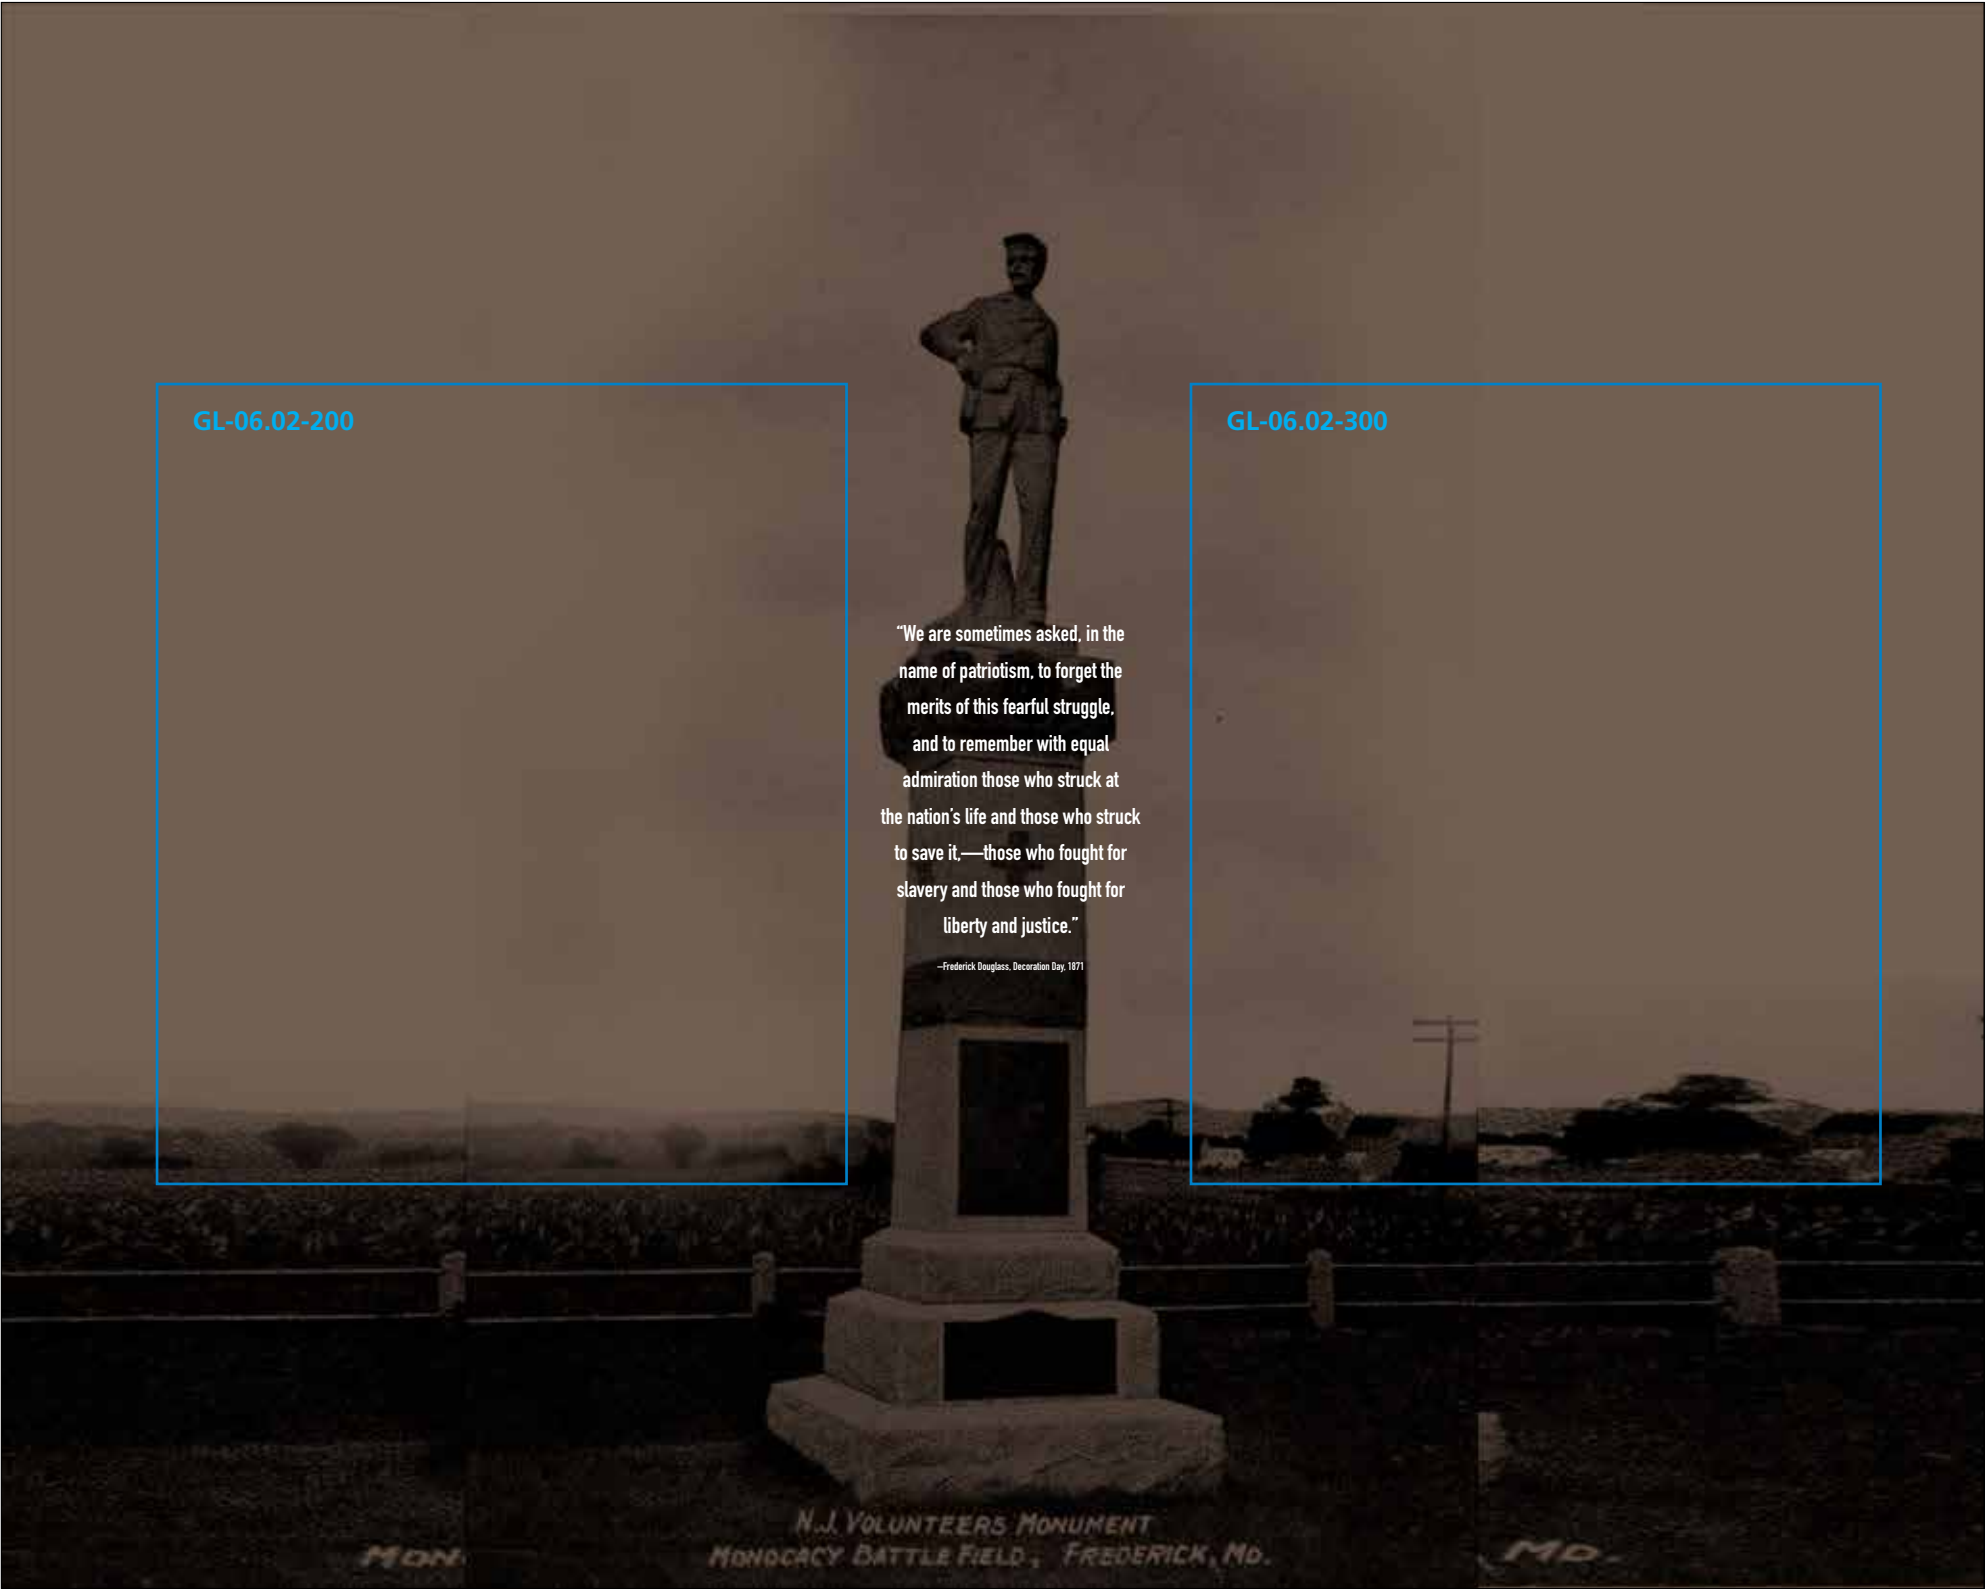 GL-06.02-200
GL-06.02-300
“We are sometimes asked, in the
name of patriotism, to forget the
merits of this fearful struggle,
and to remember with equal
admiration those who struck at
the nation’s life and those who struck
to save it,—those who fought for
slavery and those who fought for
liberty and justice.”
–Frederick Douglass, Decoration Day, 1871
N.J. VOLUNTEERS MONUMENT
MON.
MONOCACY BATTLE FIELD, FREDERICK, MD.
, MD.